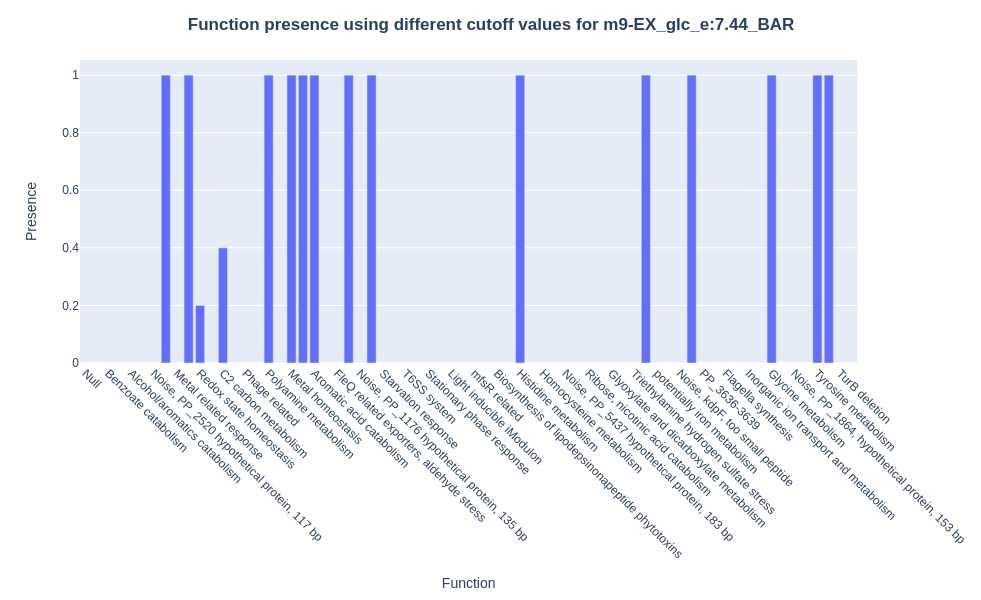 Function presence using different cutoff values for m9-EX_glc_e:7.44_BAR
Presence
1
0.8
0.6
0.4
0.2
0
Null
Benzoate catabolism
Alcohol/aromatics catabolism
Noise, PP_2520 hypothetical protein, 117 bp
Metal related response
Redox state homeostasis
C2 carbon metabolism
Phage related
Polyamine metabolism
Metal homeostasis
Aromatic acid catabolism
FleQ related exporters, aldehyde stress
Noise, PP_1176 hypothetical protein, 135 bp
Starvation response
T6SS system
Stationary phase response
Light inducible iModulon
mfsR related
Biosynthesis of lipodepsinonapeptide phytotoxins
Histidine metabolism
Homocysteine metabolism
Noise, PP_5437 hypothetical protein, 183 bp
Ribose, nicotinic acid catabolism
Glyoxylate and dicarboxylate metabolism
Triethylamine hydrogen sulfate stress
potentially iron metabolism
Noise, kdpF, too small peptide
PP_3636-3639
Flagella synthesis
Inorganic ion transport and metabolism
Glycine metabolism
Noise, PP_1864, hypothetical protein, 153 bp
Tyrosine metabolism
TurB deletion
Function